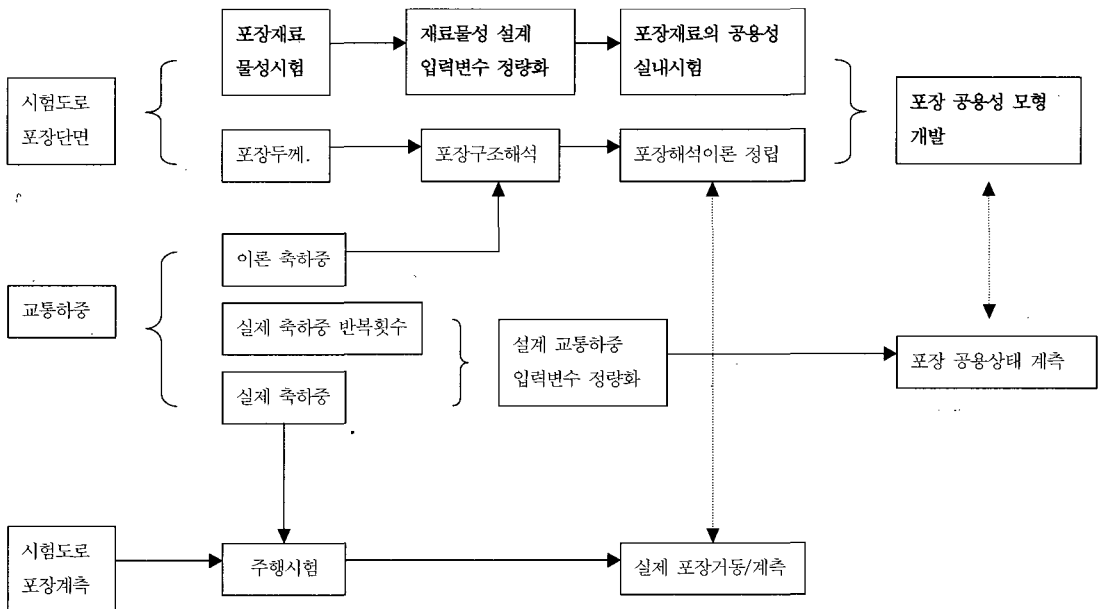 포장재료
물성시험
재료물성 설계
입력변수 정량화
포장재료의 공용성
실내시험
시험도로
포장단면
포장 공용성 모형
개발
포장두께.
포장구조해석
포장해석이론 정립
이론 축하중
교통하중
실제 축하중 반복횟수
설계 교통하중
입력변수 정량화
포장 공용상태 계측
실제 축하중
시험도로
포장계측
주행시험
실제 포장거동/계측